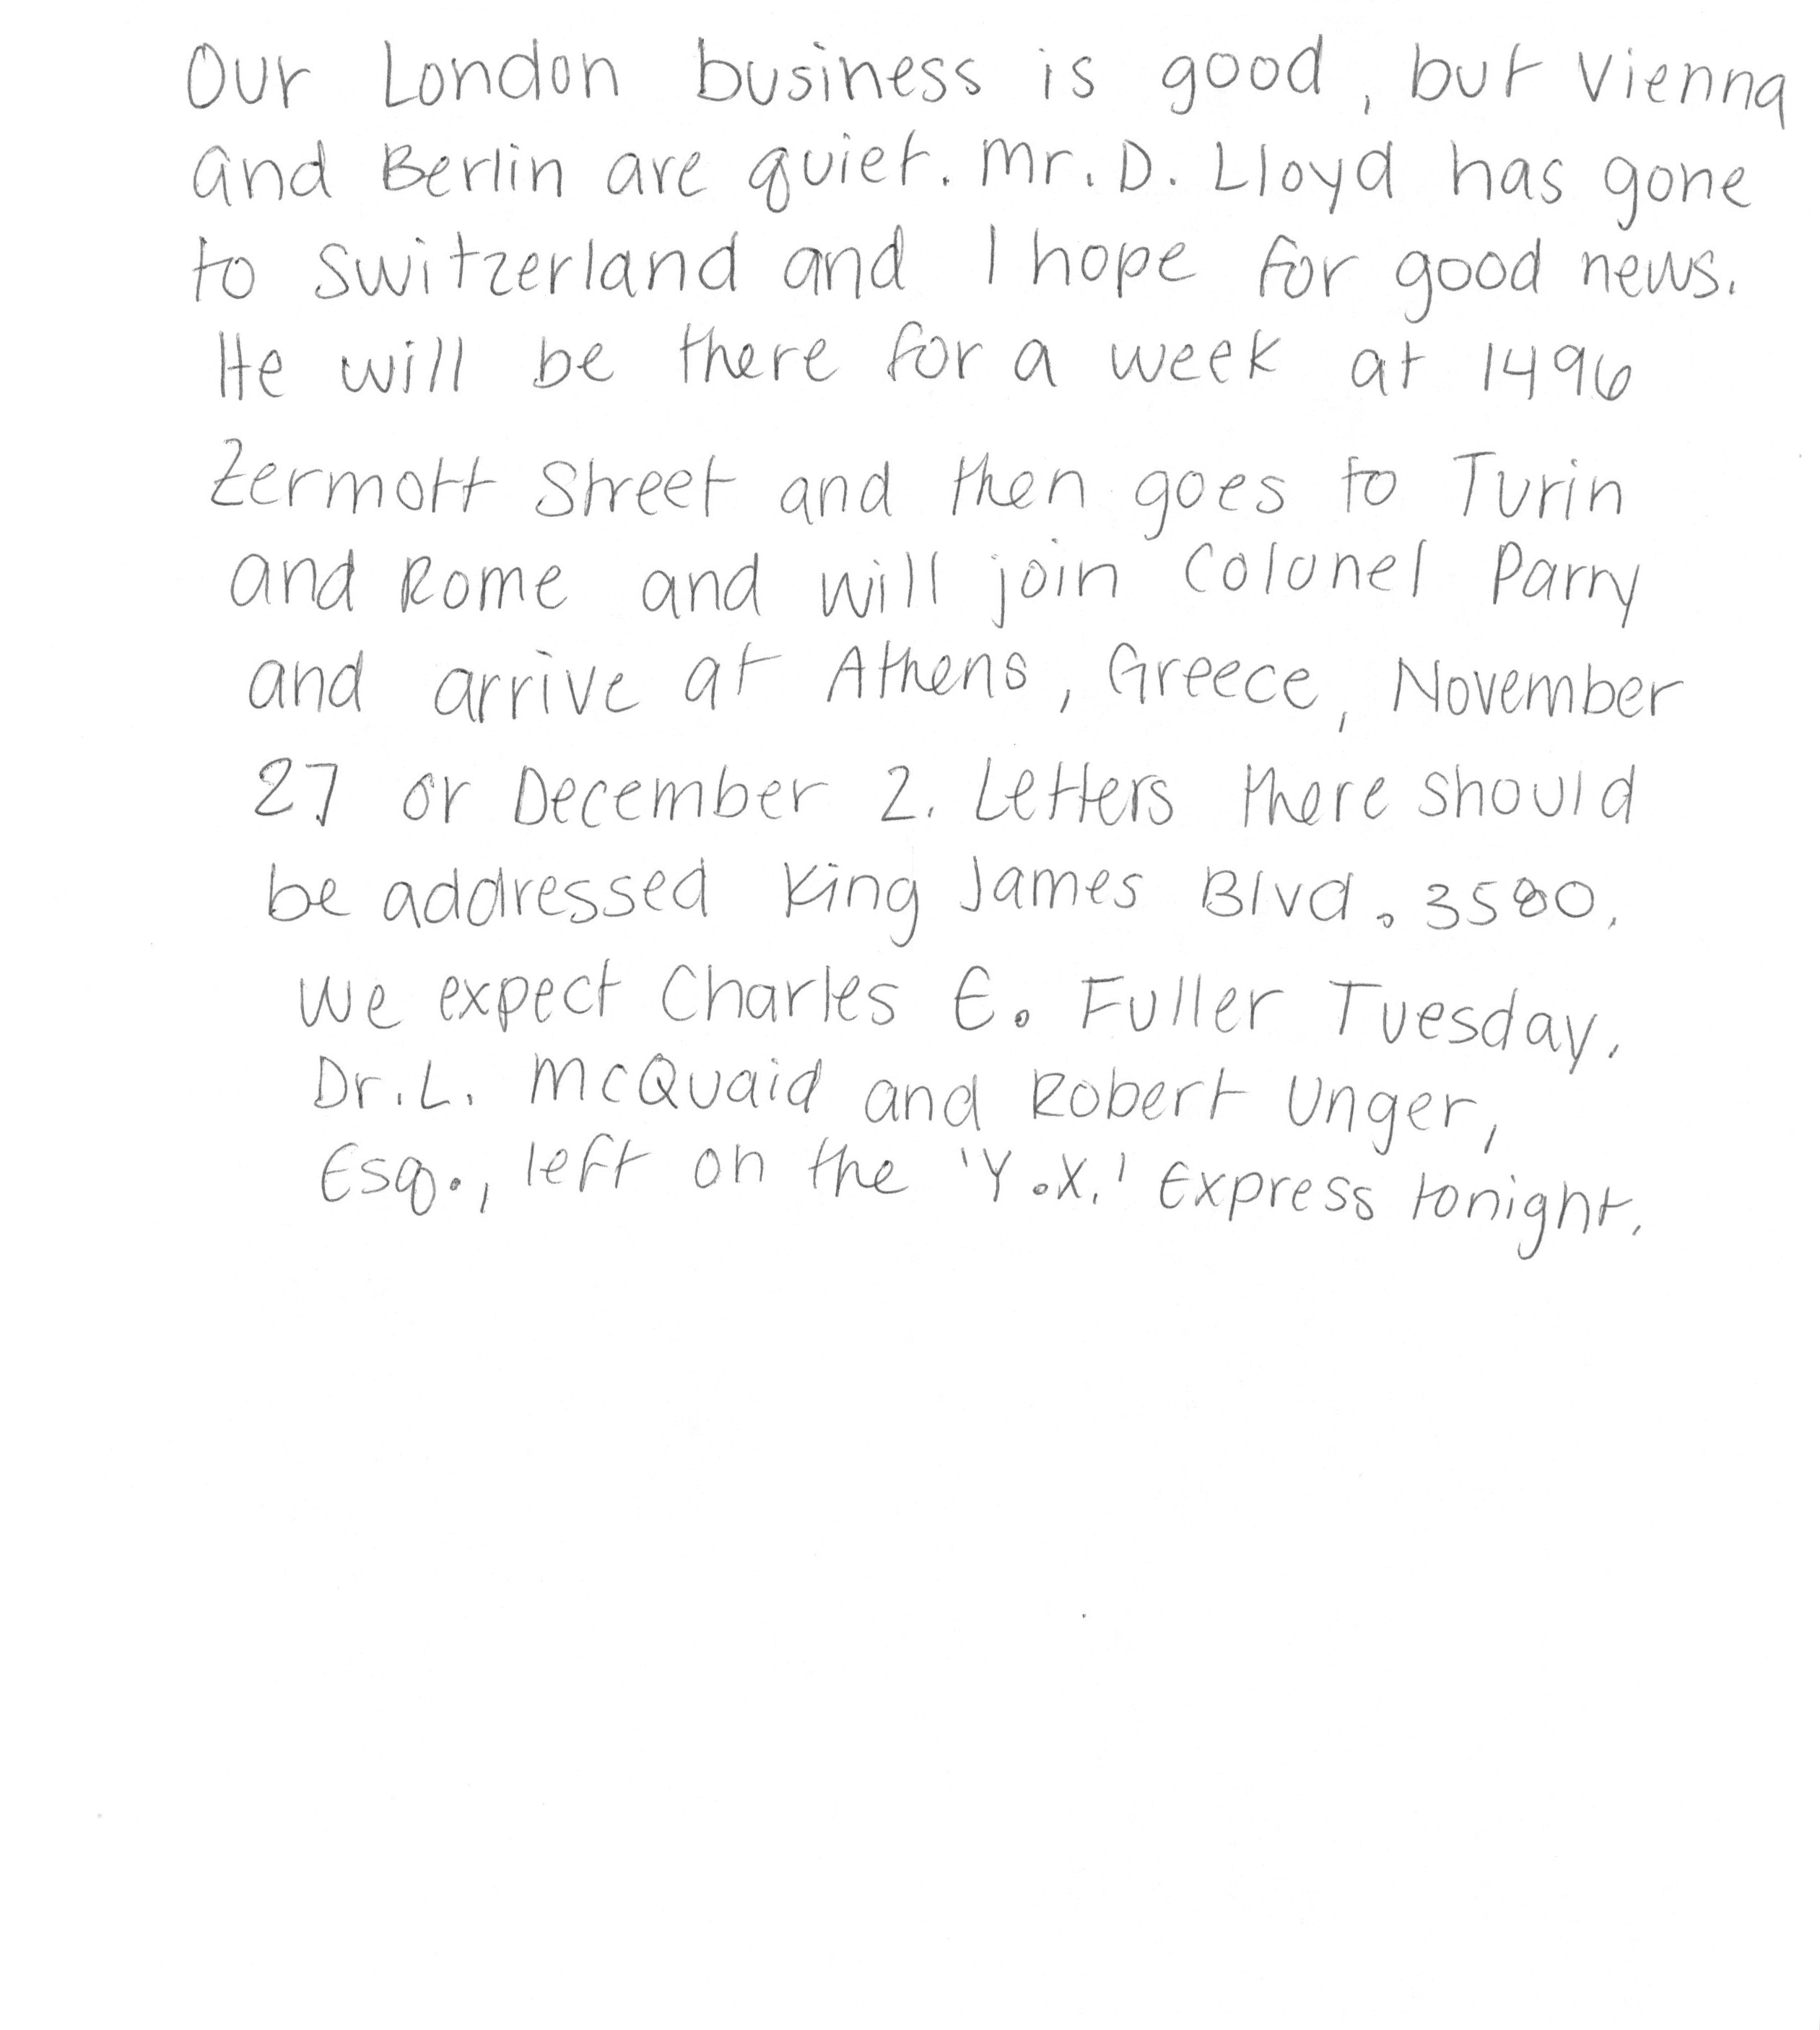 Our London business is good, but Vienna
and Berlin are quiet. Mr. D. Lloyd has gone
to Switzerland and I hope for good news.
He will be there for a week at 1496
Zermott Street and then goes to Turin
and Rome and will join Colonel Parry
and arrive at Athens, Greece, November
27 or December 2. Letters there should
be addressed King James Blvd. 3580.
We expect Charles E. Fuller Tuesday.
Dr. L. McQuaid and Robert Unger,
Esq., left on the 'Y.X.' Express tonight.